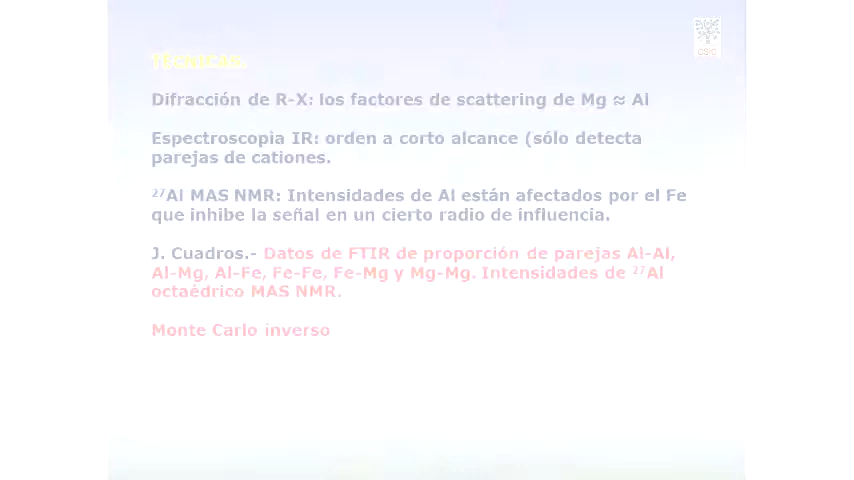 TÉCNICAS.
Difracción de R-X: los factores de scattering de Mg ≈ Al
Espectroscopia IR: orden a corto alcance (sólo detecta
parejas de cationes.
²⁷Al MAS NMR: Intensidades de Al están afectados por el Fe
que inhibe la señal en un cierto radio de influencia.
J. Cuadros.- Datos de FTIR de proporción de parejas Al-Al,
Al-Mg, Al-Fe, Fe-Fe, Fe-Mg y Mg-Mg. Intensidades de ²⁷Al
octaédrico MAS NMR.
Monte Carlo inverso
CSIC